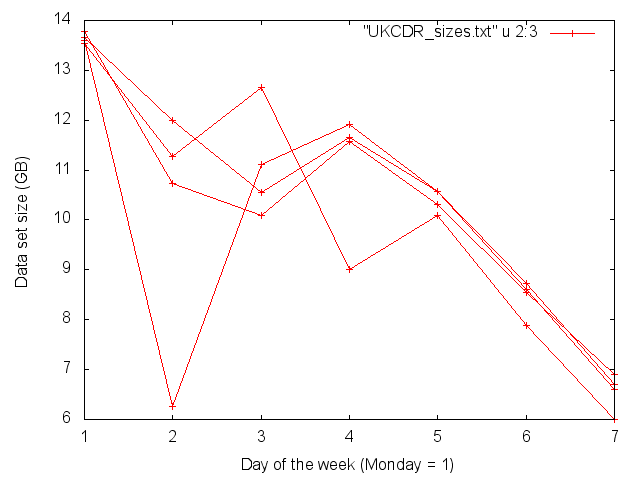 14
"UKCDR_sizes.txt" u 2:3
13
12
11
10
9
8
7
6
Data set size (GB)
1 2 3 4 5 6 7
Day of the week (Monday = 1)